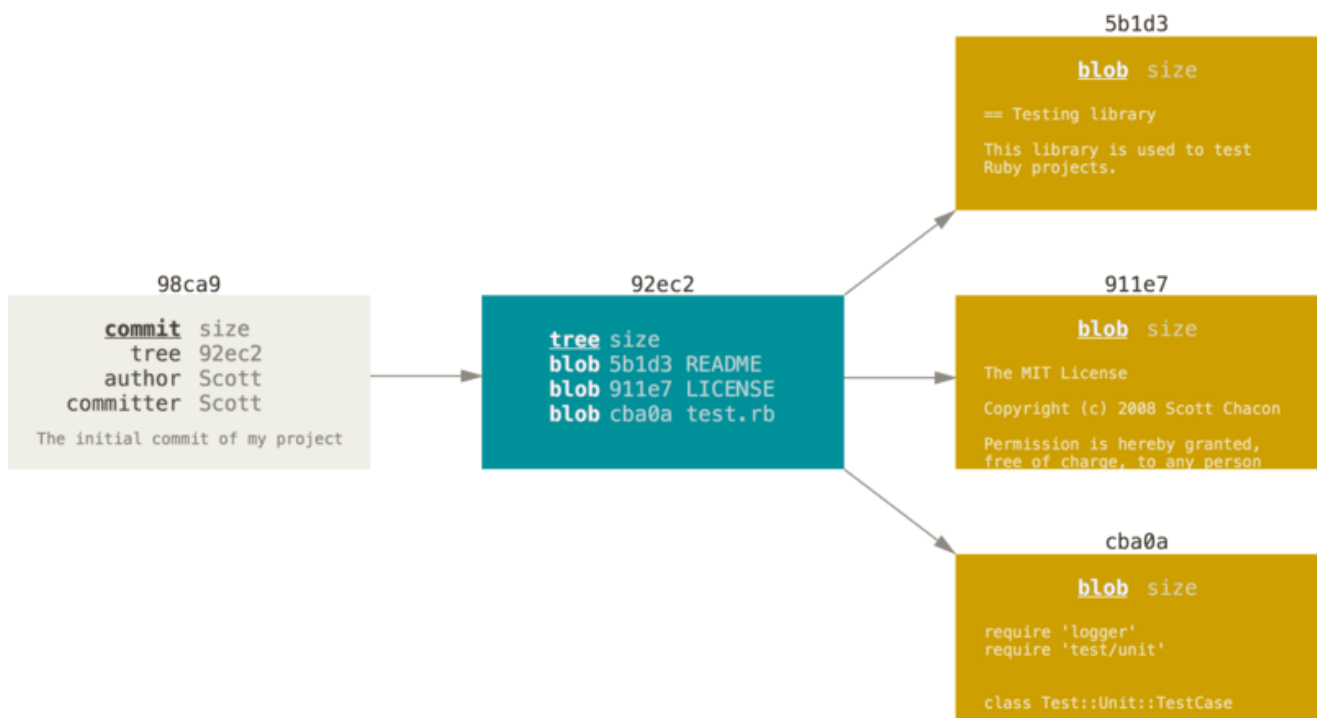 98ca9
commit size
tree 92ec2
author Scott
committer Scott
The initial commit of my project
92ec2
tree size
blob 5b1d3 README
blob 911e7 LICENSE
blob cba0a test.rb
5b1d3
blob size
== Testing library
This library is used to test
Ruby projects.
911e7
blob size
The MIT License
Copyright (c) 2008 Scott Chacon
Permission is hereby granted,
free of charge, to any person
cba0a
blob size
require 'logger'
require 'test/unit'
class Test::Unit::TestCase